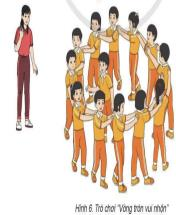 Hình 6. Trò chơi "Vòng tròn vui nhộn"